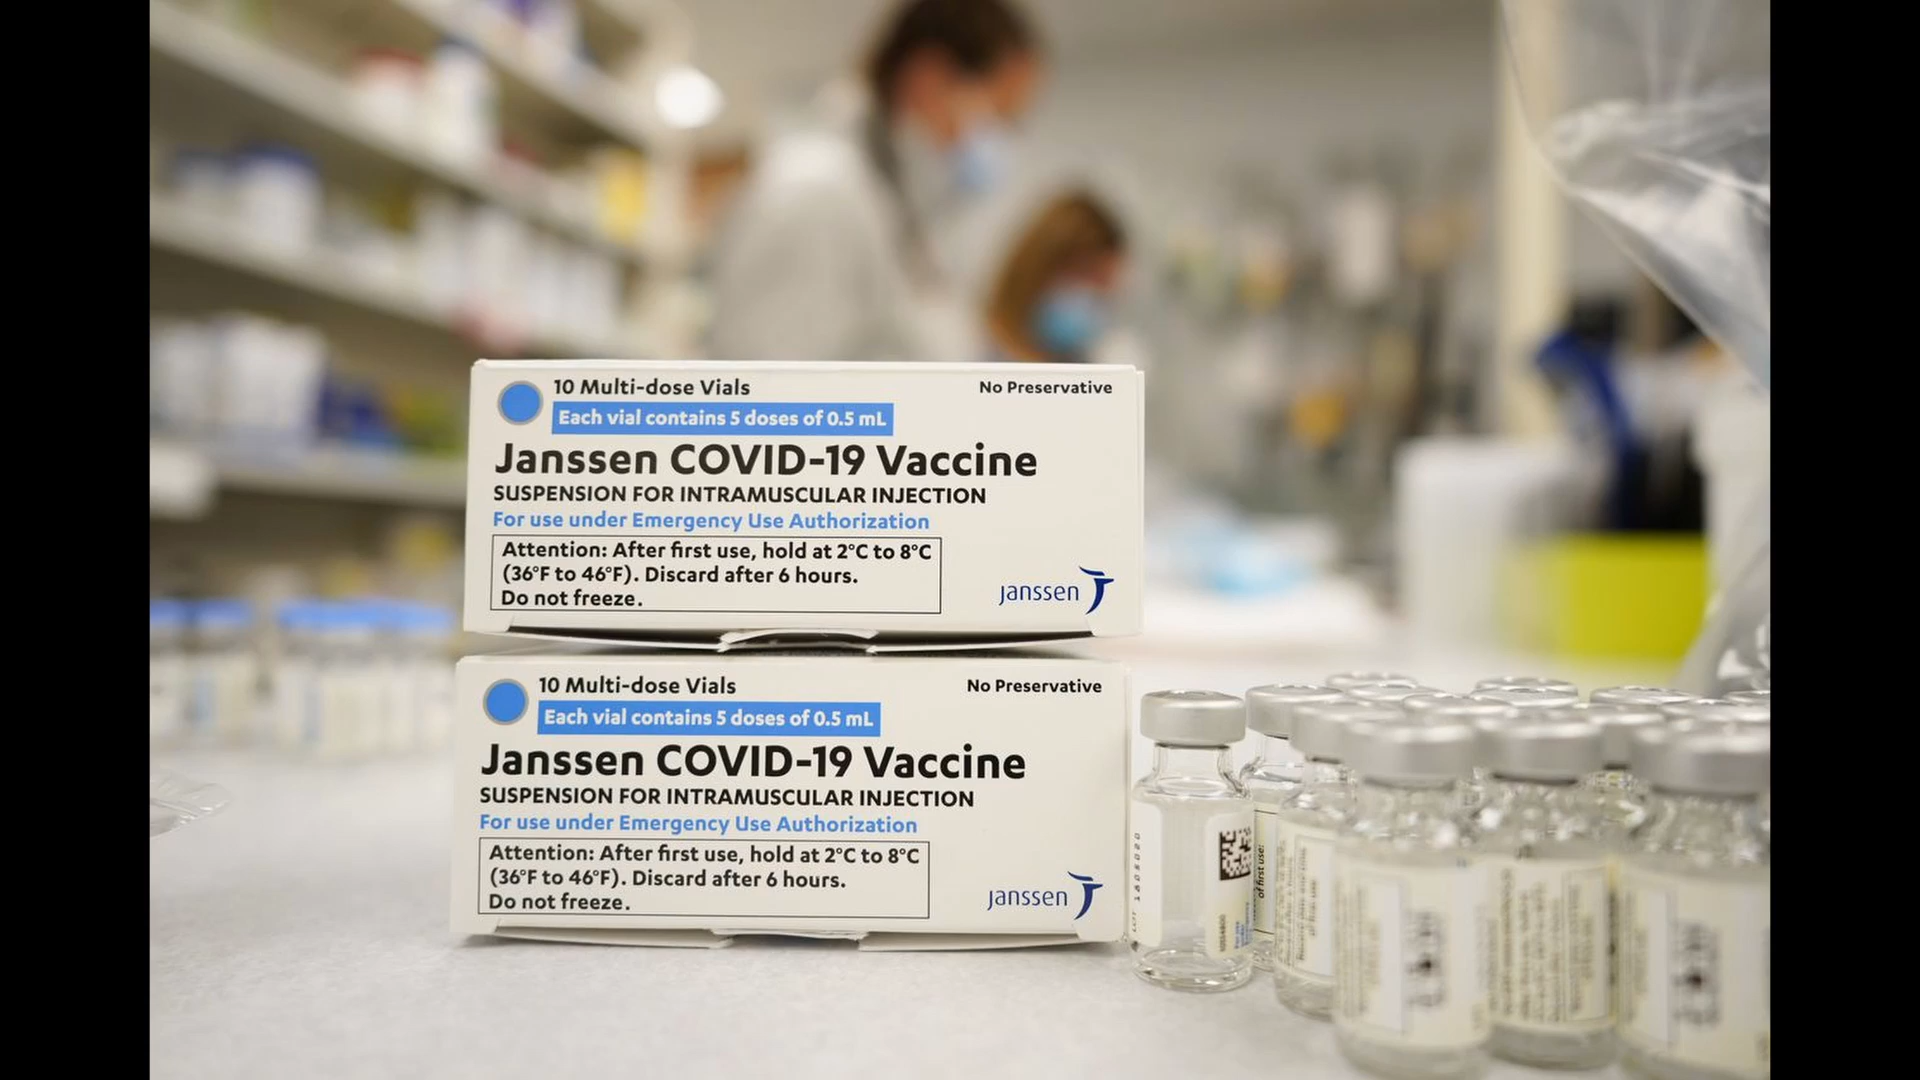 10 Multi-dose Vials
No Preservative
Each vial contains 5 doses of 0.5 mL
Janssen COVID-19 Vaccine
SUSPENSION FOR INTRAMUSCULAR INJECTION
For use under Emergency Use Authorization
Attention: After first use, hold at 2°C to 8°C
(36°F to 46°F). Discard after 6 hours.
Do not freeze.
janssen
10 Multi-dose Vials
No Preservative
Each vial contains 5 doses of 0.5 mL
Janssen COVID-19 Vaccine
SUSPENSION FOR INTRAMUSCULAR INJECTION
For use under Emergency Use Authorization
Attention: After first use, hold at 2°C to 8°C
(36°F to 46°F). Discard after 6 hours.
Do not freeze.
janssen
of first use: